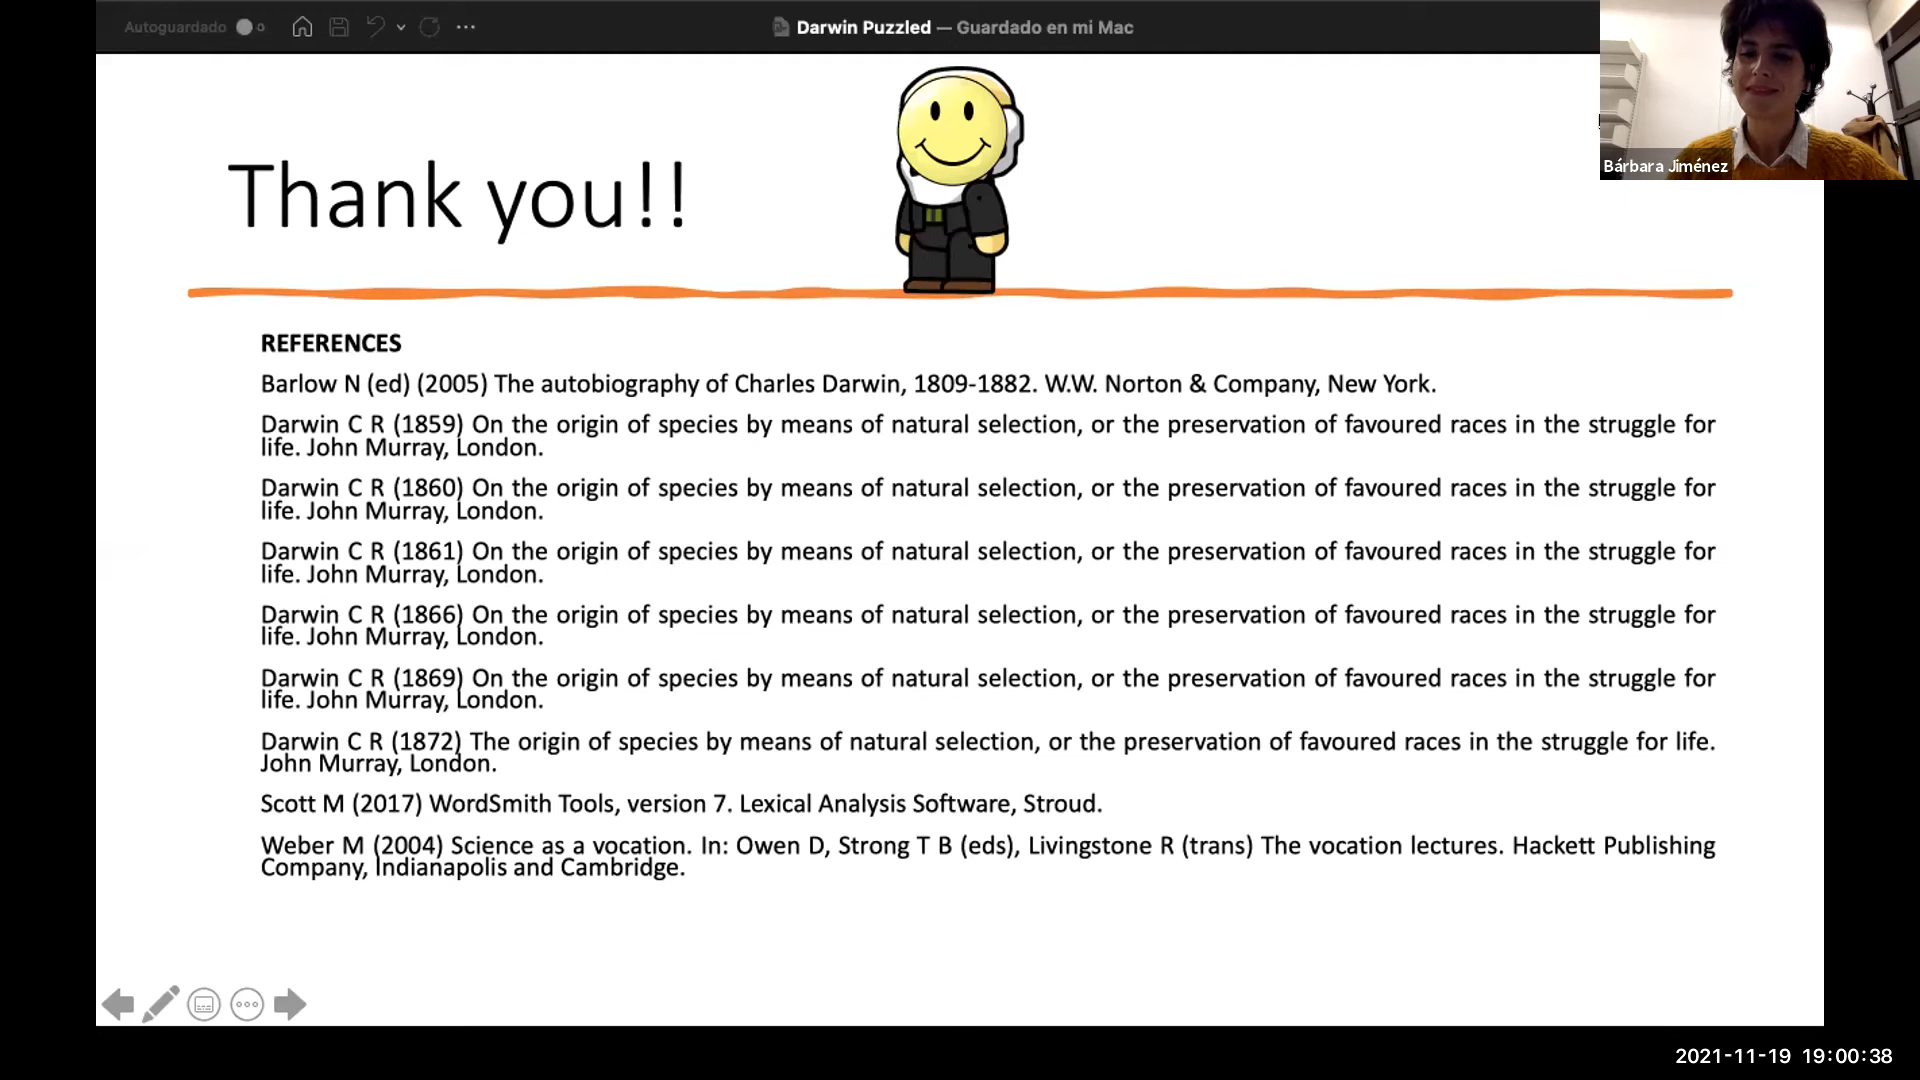 Autoguardado
Darwin Puzzled — Guardado en mi Mac
Bárbara Jiménez
Thank you!!
REFERENCES
Barlow N (ed) (2005) The autobiography of Charles Darwin, 1809-1882. W.W. Norton & Company, New York.
Darwin C R (1859) On the origin of species by means of natural selection, or the preservation of favoured races in the struggle for
life. John Murray, London.
Darwin C R (1860) On the origin of species by means of natural selection, or the preservation of favoured races in the struggle for
life. John Murray, London.
Darwin C R (1861) On the origin of species by means of natural selection, or the preservation of favoured races in the struggle for
life. John Murray, London.
Darwin C R (1866) On the origin of species by means of natural selection, or the preservation of favoured races in the struggle for
life. John Murray, London.
Darwin C R (1869) On the origin of species by means of natural selection, or the preservation of favoured races in the struggle for
life. John Murray, London.
Darwin C R (1872) The origin of species by means of natural selection, or the preservation of favoured races in the struggle for life.
John Murray, London.
Scott M (2017) WordSmith Tools, version 7. Lexical Analysis Software, Stroud.
Weber M (2004) Science as a vocation. In: Owen D, Strong T B (eds), Livingstone R (trans) The vocation lectures. Hackett Publishing
Company, Indianapolis and Cambridge.
2021-11-19 19:00:38